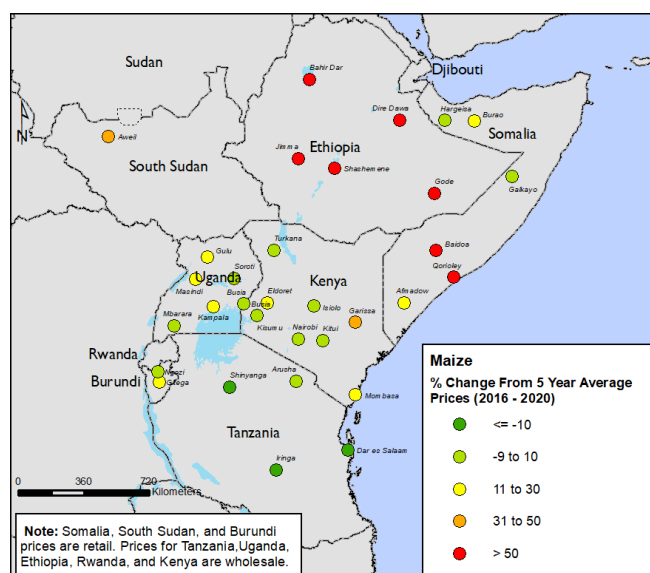 Sudan
Bahir Dar
Djibouti
Dire Dawa
Hargeisa
Burao
N
Aweil
Somalia
Jimma
Ethiopia
South Sudan
Shashemene
Gode
Galkayo
Turkana
Gulu
Baidoa
Soroti
Uganda
Kenya
Qorioley
Masindi
Busia
Eldoret
Afmadow
Busia
Isiolo
Garissa
Mbarara
Kampala
Kisumu
Nairobi
Kitui
Rwanda
Ngozi
Burundi
Gitega
Shinyanga
Arusha
Mombasa
Tanzania
Dar es Salaam
Iringa
0 360 720
Kilometers
Note: Somalia, South Sudan, and Burundi
prices are retail. Prices for Tanzania,Uganda,
Ethiopia, Rwanda, and Kenya are wholesale.
Maize
% Change From 5 Year Average
Prices (2016 - 2020)
<= -10
-9 to 10
11 to 30
31 to 50
> 50